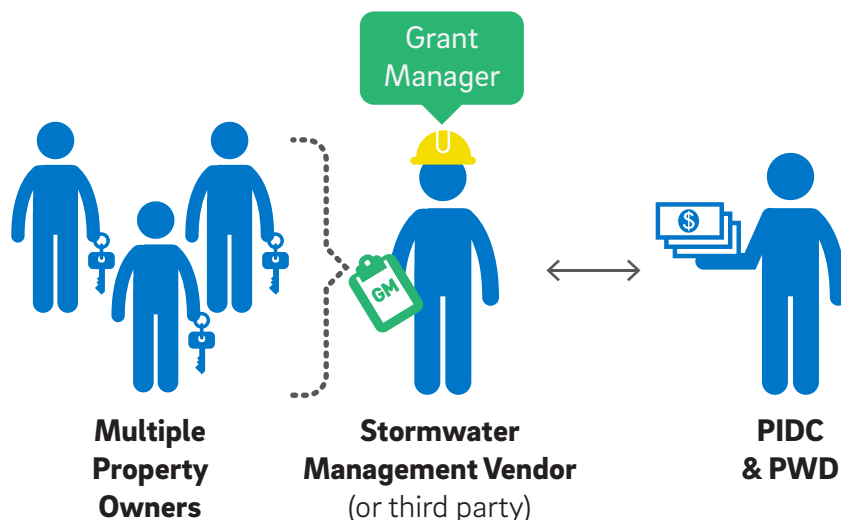 Grant
Manager
$
GM
Multiple
Property
Owners
Stormwater
Management Vendor
(or third party)
PIDC
& PWD